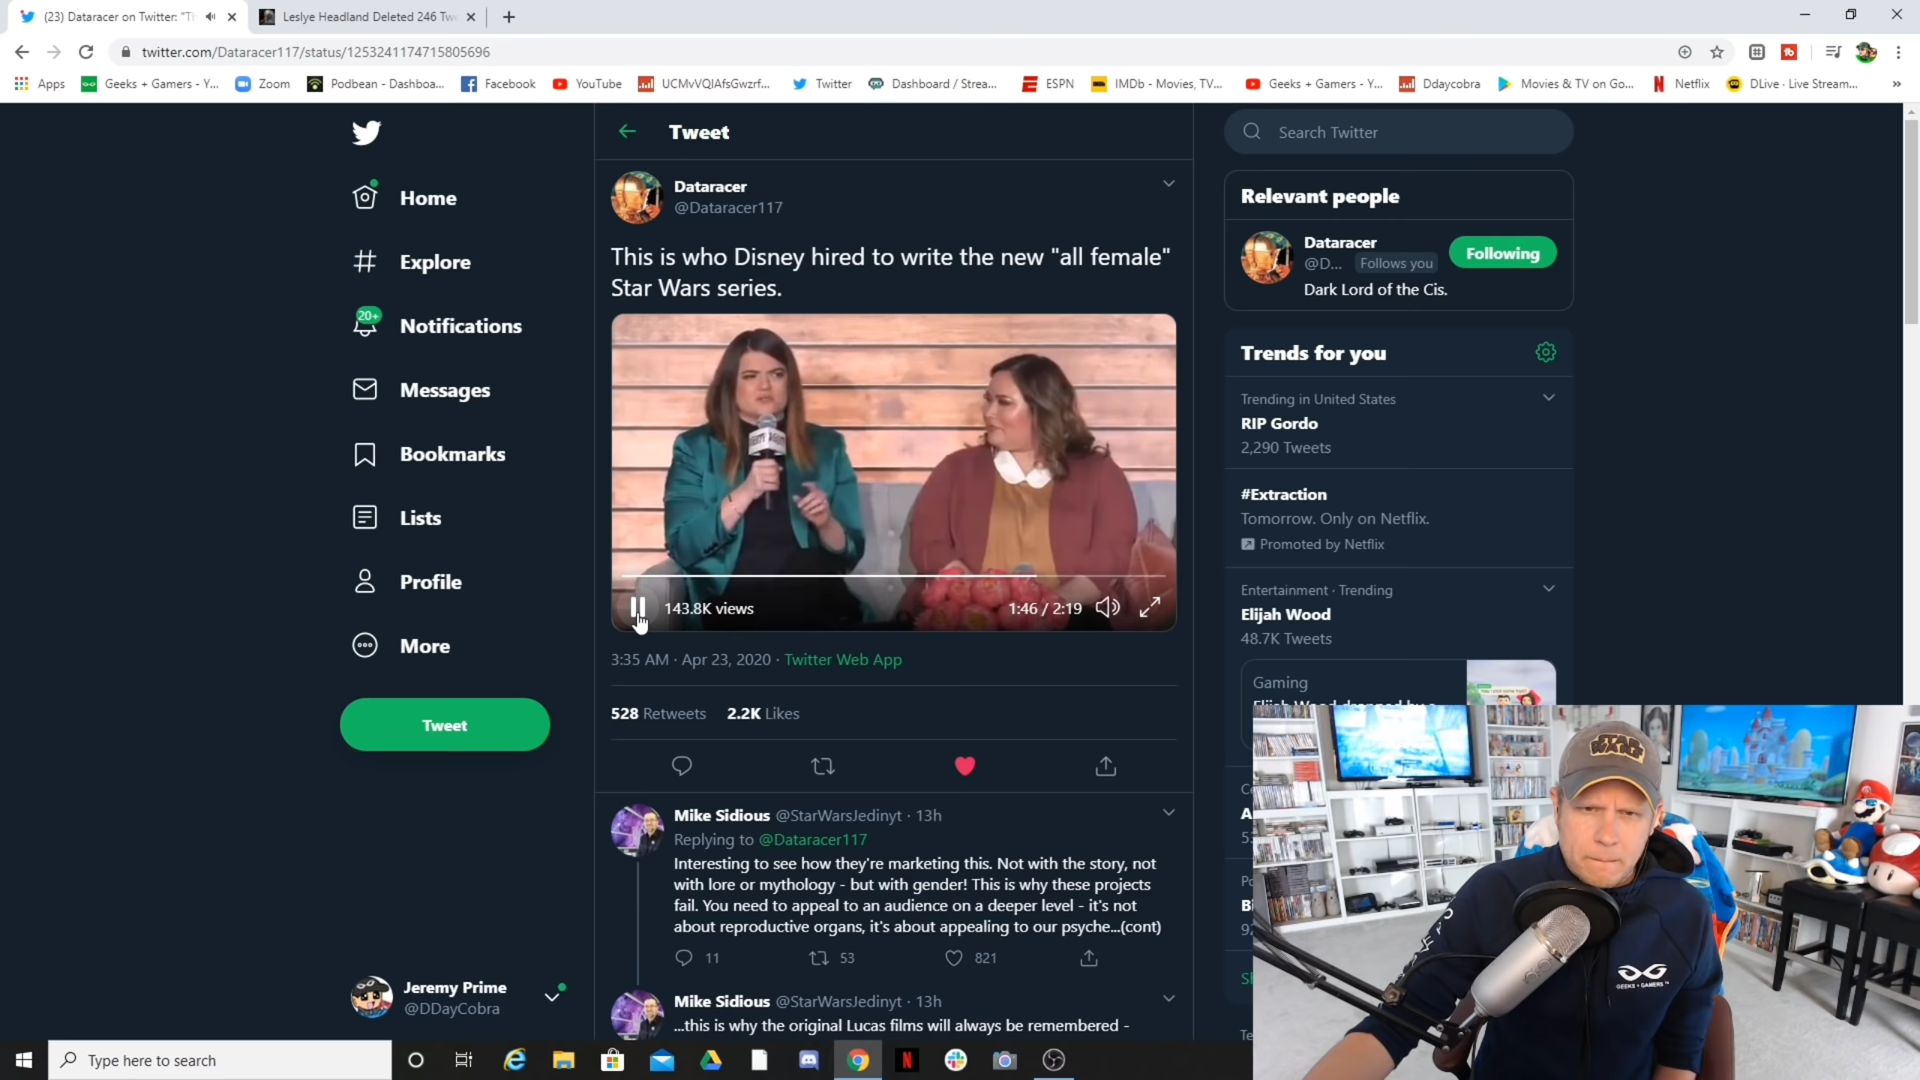 (23) Dataracer on Twitter: "Th
Leslye Headland Deleted 246 Twe
twitter.com/Dataracer117/status/1253241174715805696
Apps
Geeks + Gamers - Y...
Zoom
Podbean - Dashboa...
Facebook
YouTube
UCMvVQIAfsGwzrf...
Twitter
Dashboard / Strea...
ESPN
IMDb - Movies, TV...
Geeks + Gamers - Y...
Ddaycobra
Movies & TV on Go...
Netflix
DLive · Live Stream...
Home
Explore
20+
Notifications
Messages
Bookmarks
Lists
Profile
More
Tweet
Jeremy Prime
@DDayCobra
Tweet
Dataracer
@Dataracer117
This is who Disney hired to write the new "all female"
Star Wars series.
143.8K views
1:46 / 2:19
3:35 AM · Apr 23, 2020 · Twitter Web App
528 Retweets 2.2K Likes
Mike Sidious @StarWarsJedinyt · 13h
Replying to @Dataracer117
Interesting to see how they're marketing this. Not with the story, not
with lore or mythology - but with gender! This is why these projects
fail. You need to appeal to an audience on a deeper level - it's not
about reproductive organs, it's about appealing to our psyche...(cont)
11 53 821
Mike Sidious @StarWarsJedinyt · 13h
...this is why the original Lucas films will always be remembered -
Search Twitter
Relevant people
Dataracer
@D... Follows you
Following
Dark Lord of the Cis.
Trends for you
Trending in United States
RIP Gordo
2,290 Tweets
#Extraction
Tomorrow. Only on Netflix.
Promoted by Netflix
Entertainment · Trending
Elijah Wood
48.7K Tweets
Gaming
STAR WARS
GEEKS + GAMERS
Type here to search